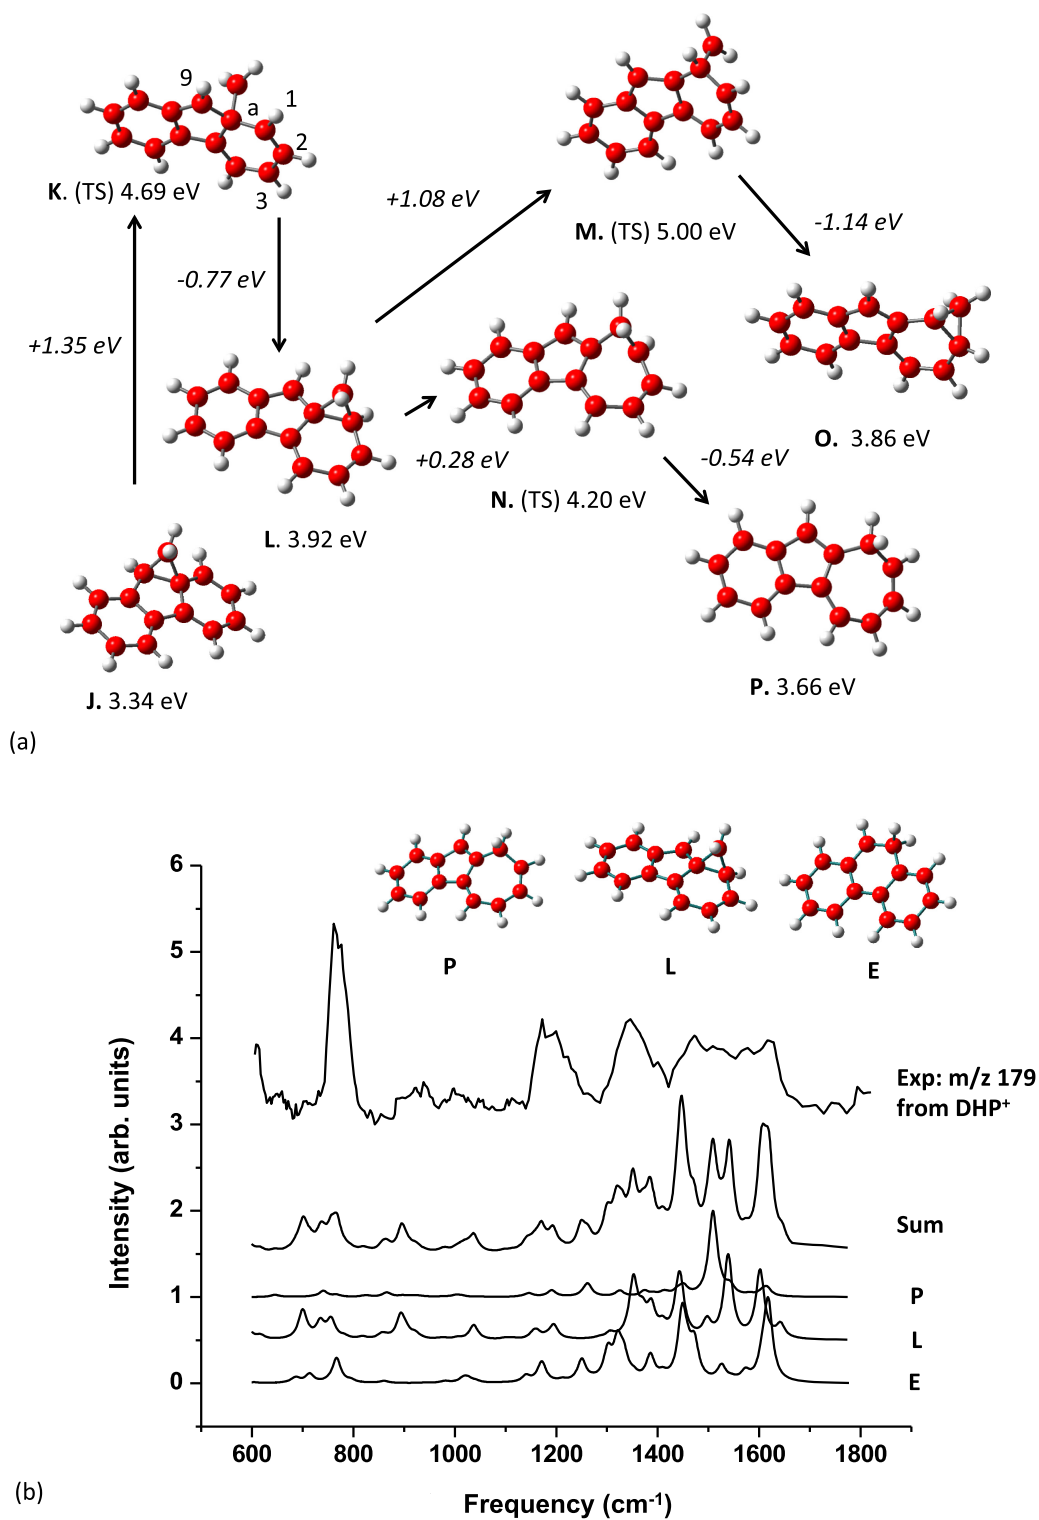 9
a
1
2
3
K. (TS) 4.69 eV
+1.08 eV
M. (TS) 5.00 eV
-1.14 eV
-0.77 eV
+1.35 eV
+0.28 eV
-0.54 eV
O. 3.86 eV
N. (TS) 4.20 eV
L. 3.92 eV
J. 3.34 eV
P. 3.66 eV
(a)
P
L
E
6
5
4
3
2
1
0
Intensity (arb. units)
Exp: m/z 179
from DHP+
Sum
P
L
E
600
800
1000
1200
1400
1600
1800
(b)
Frequency (cm-1)